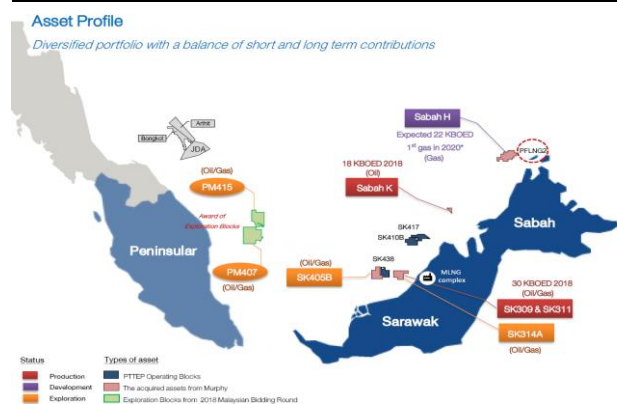 Asset Profile
Diversified portfolio with a balance of short and long term contributions
Arthit
Bongkot
JDA
(Oil/Gas)
PM415
Award of
Exploration Blocks
Peninsular
PM407
(Oil/Gas)
Sabah H
Expected 22 KBOED
1st gas in 2020*
(Gas)
PFLNG2
18 KBOED 2018
(Oil)
Sabah K
Sabah
SK417
SK410B
(Oil/Gas)
SK405B
SK438
MLNG
complex
30 KBOED 2018
(Oil/Gas)
SK309 & SK311
Sarawak
SK314A
(Oil/Gas)
Status
Types of asset
Production
PTTEP Operating Blocks
Development
The acquired assets from Murphy
Exploration
Exploration Blocks from 2018 Malaysian Bidding Round